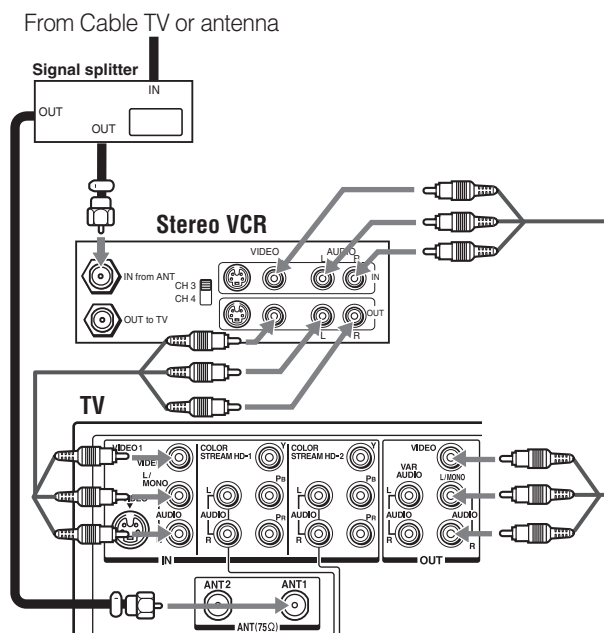 From Cable TV or antenna
Signal splitter
IN
OUT
OUT
Stereo VCR
VIDEO
AUDIO
L
R
IN from ANT
CH 3
CH 4
IN
OUT to TV
OUT
L
R
TV
VIDEO 1
L/
MONO
AUDIO
IN
COLOR
STREAM HD-1
Y
PB
PR
L
AUDIO
R
COLOR
STREAM HD-2
Y
PB
PR
L
AUDIO
R
VIDEO
VAR
AUDIO
L/MONO
L
AUDIO
R
R
OUT
ANT2
ANT1
ANT(75Ω)